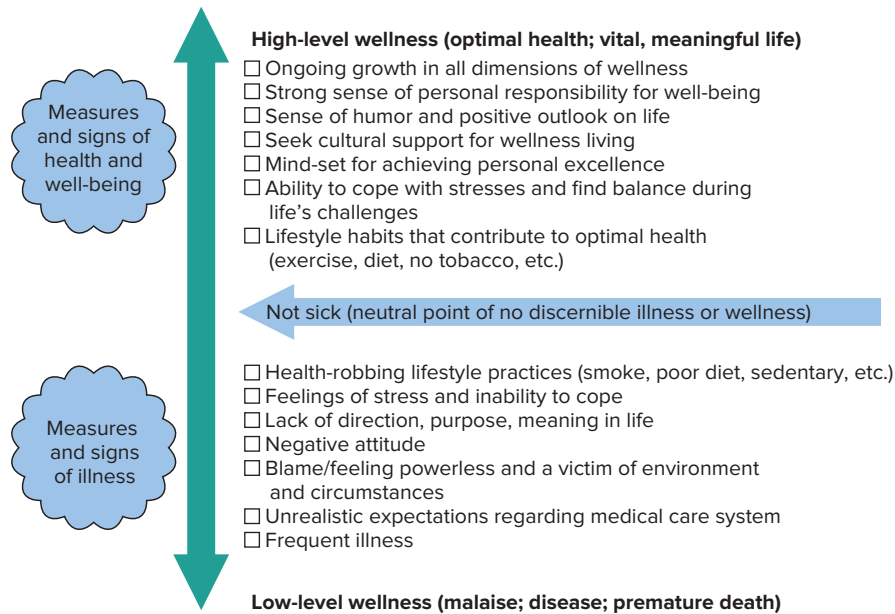 High-level wellness (optimal health; vital, meaningful life)
Measures
and signs of
health and
well-being
☐ Ongoing growth in all dimensions of wellness
☐ Strong sense of personal responsibility for well-being
☐ Sense of humor and positive outlook on life
☐ Seek cultural support for wellness living
☐ Mind-set for achieving personal excellence
☐ Ability to cope with stresses and find balance during
life's challenges
☐ Lifestyle habits that contribute to optimal health
(exercise, diet, no tobacco, etc.)
Not sick (neutral point of no discernible illness or wellness)
Measures
and signs
of illness
☐ Health-robbing lifestyle practices (smoke, poor diet, sedentary, etc.)
☐ Feelings of stress and inability to cope
☐ Lack of direction, purpose, meaning in life
☐ Negative attitude
☐ Blame/feeling powerless and a victim of environment
and circumstances
☐ Unrealistic expectations regarding medical care system
☐ Frequent illness
Low-level wellness (malaise; disease; premature death)